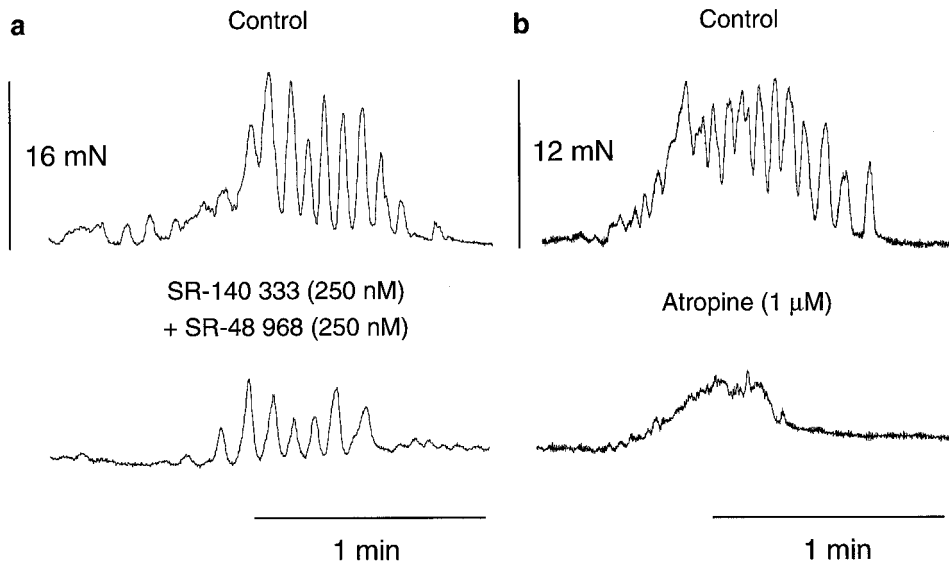 a
Control
16 mN
SR-140 333 (250 nM)
+ SR-48 968 (250 nM)
1 min
b
Control
12 mN
Atropine (1 μM)
1 min